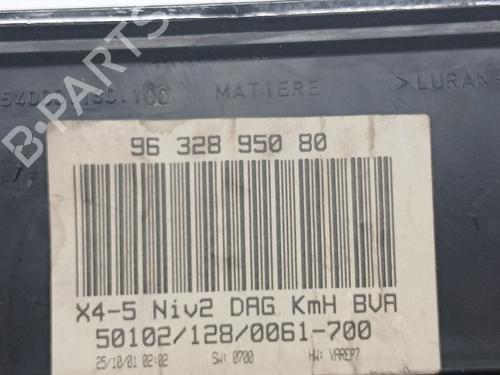 B-PARTS
MATIERE
>LURAN
96 328 950 80
X4-5 Niv2 DAG KmH BVA
50102/128/0061-700
25/10/01 02:02 SW: 0700 HW: VAREP7